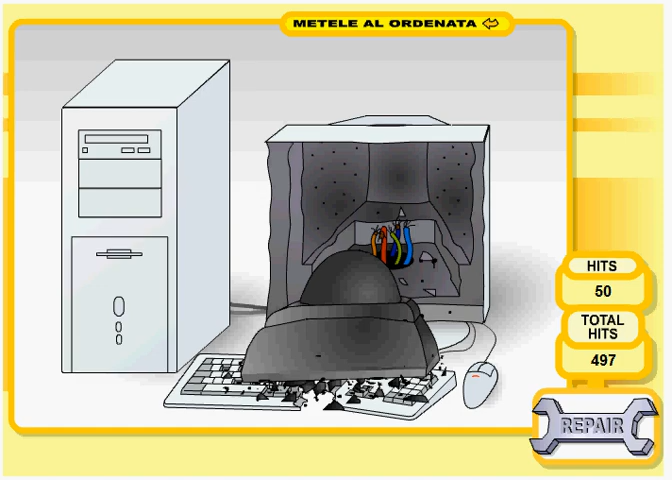 METELE AL ORDENATA
HITS
50
TOTAL
HITS
497
REPAIR